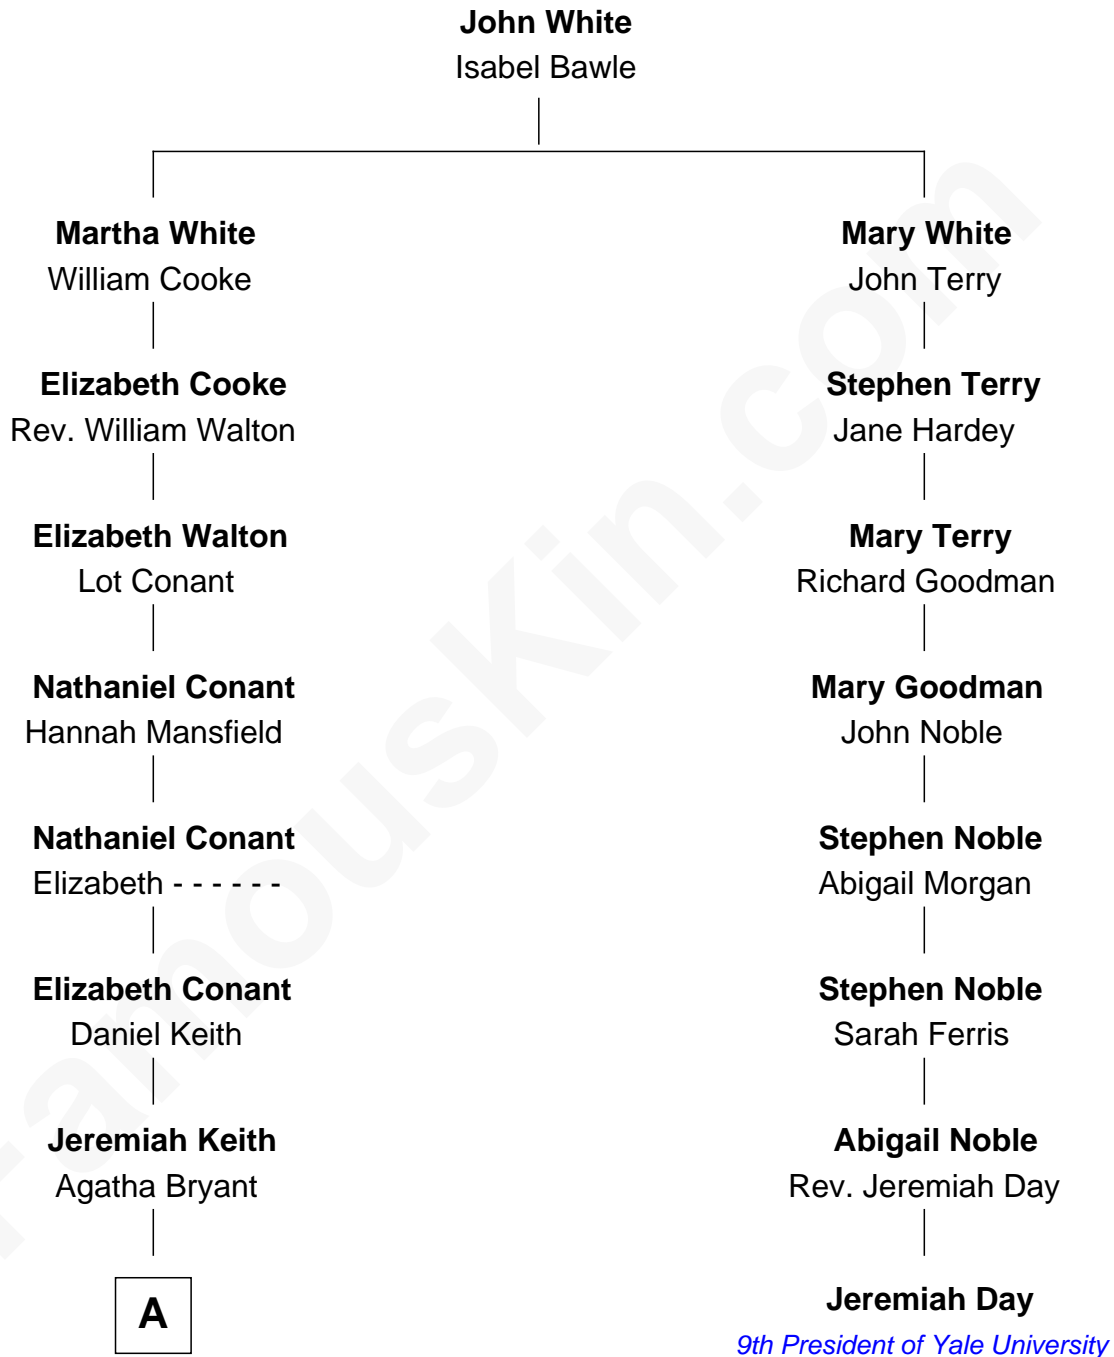 John White
Isabel Bawle
Martha White
William Cooke
Mary White
John Terry
Elizabeth Cooke
Rev. William Walton
Stephen Terry
Jane Hardey
Elizabeth Walton
Lot Conant
Mary Terry
Richard Goodman
Nathaniel Conant
Hannah Mansfield
Mary Goodman
John Noble
Nathaniel Conant
Elizabeth - - - - - -
Stephen Noble
Abigail Morgan
Elizabeth Conant
Daniel Keith
Stephen Noble
Sarah Ferris
Jeremiah Keith
Agatha Bryant
Abigail Noble
Rev. Jeremiah Day
A
Jeremiah Day
9th President of Yale University
FamousKin.com